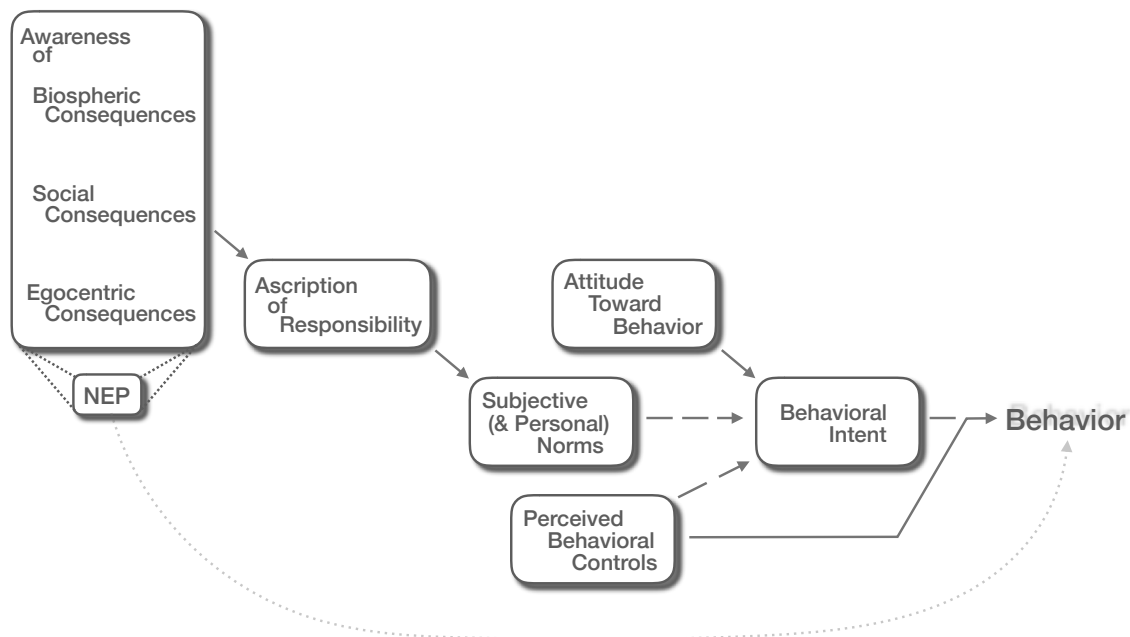 Awareness
of
Biospheric
Consequences
Social
Consequences
Egocentric
Consequences
NEP
Ascription
of
Responsibility
Attitude
Toward
Behavior
Subjective
(& Personal)
Norms
Perceived
Behavioral
Controls
Behavioral
Intent
Behavior